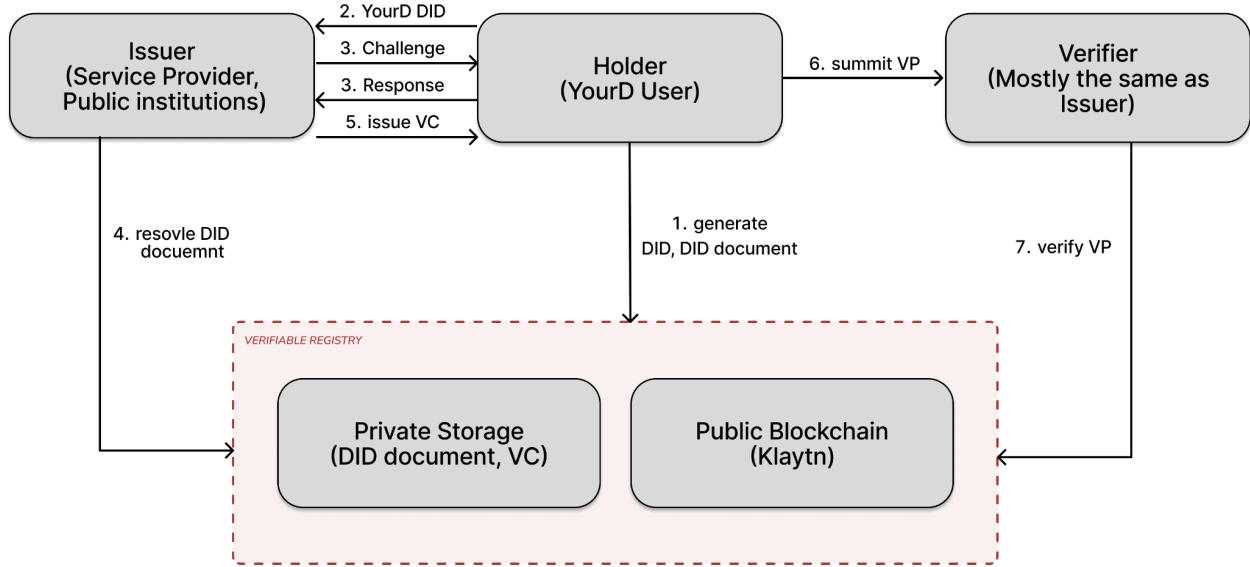 2. YourD DID
Issuer
(Service Provider,
Public institutions)
3. Challenge
3. Response
5. issue VC
Holder
(YourD User)
6. summit VP
Verifier
(Mostly the same as
Issuer)
4. resovle DID
docuemnt
1. generate
DID, DID document
7. verify VP
VERIFIABLE REGISTRY
Private Storage
(DID document, VC)
Public Blockchain
(Klaytn)